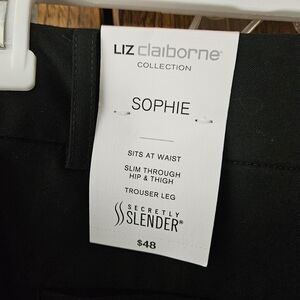 LIZ claiborne®
COLLECTION
SOPHIE
SITS AT WAIST
SLIM THROUGH
HIP & THIGH
TROUSER LEG
SECRETLY
SLENDER®
$48